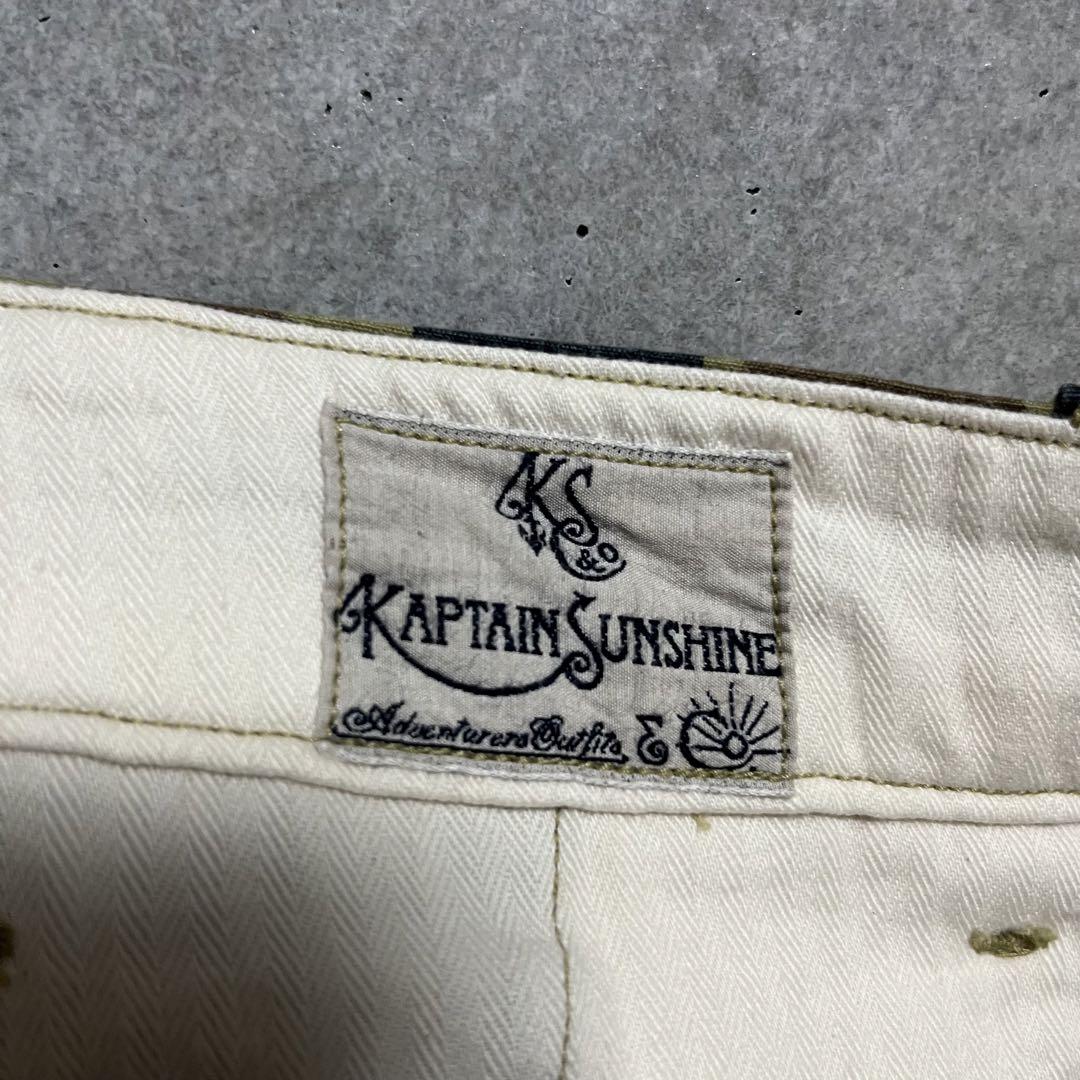 KS
&Co
KAPTAIN SUNSHINE
Adventurers Outfits